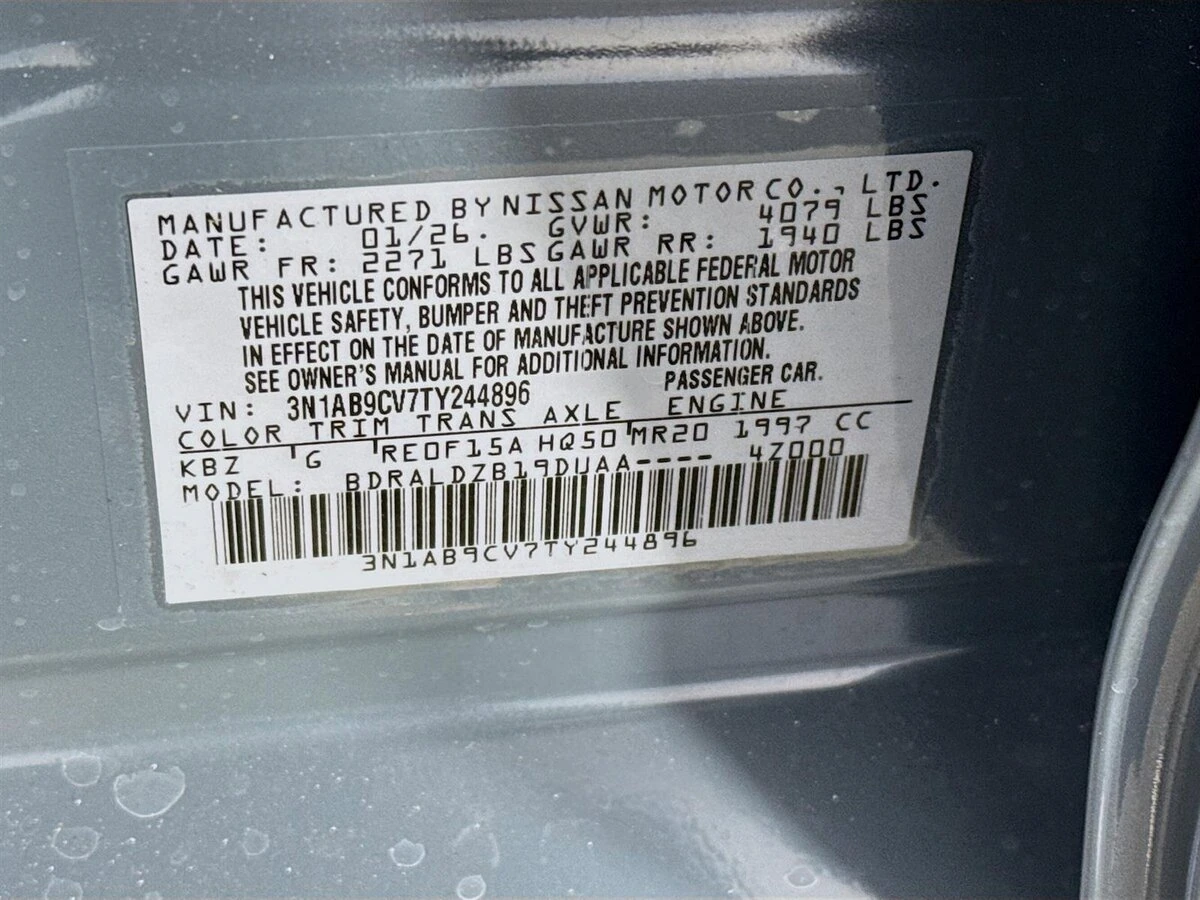 MANUFACTURED BY NISSAN MOTOR CO., LTD.
DATE: 01/26. GVWR: 4079 LBS
GAWR FR: 2271 LBS GAWR RR: 1940 LBS
THIS VEHICLE CONFORMS TO ALL APPLICABLE FEDERAL MOTOR
VEHICLE SAFETY, BUMPER AND THEFT PREVENTION STANDARDS
IN EFFECT ON THE DATE OF MANUFACTURE SHOWN ABOVE.
SEE OWNER'S MANUAL FOR ADDITIONAL INFORMATION.
VIN: 3N1AB9CV7TY244896 PASSENGER CAR.
COLOR TRIM TRANS AXLE ENGINE
KBZ G RE0F15A HQ50 MR20 1997 CC
MODEL: BDRALDZB19DUAA---- 4Z000
3N1AB9CV7TY244896